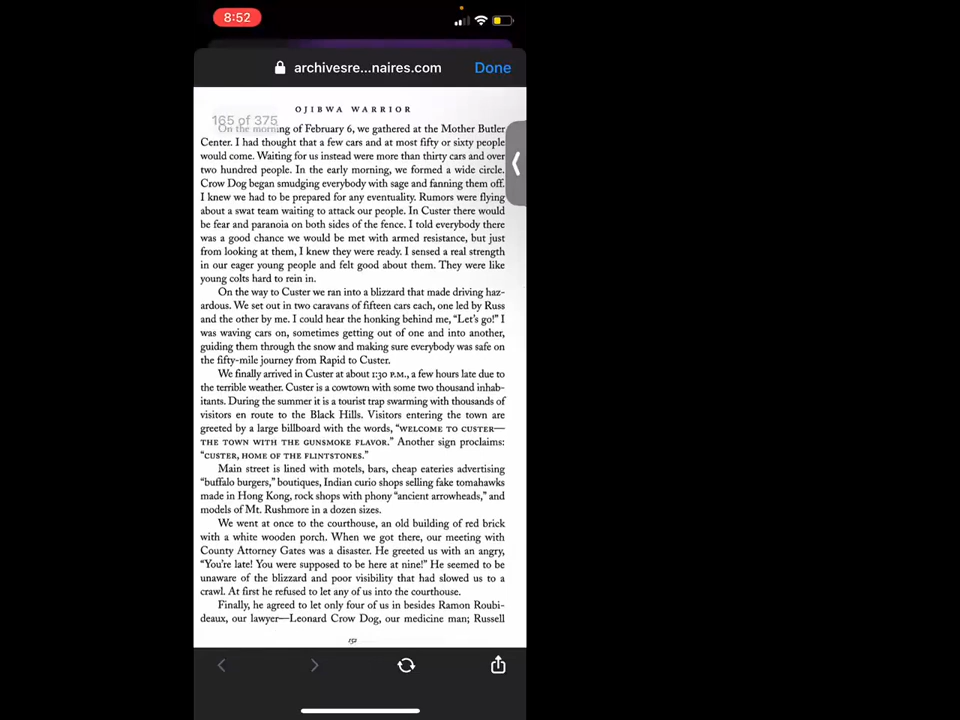 8:52
archivesre...naires.com
Done
OJIBWA WARRIOR
165 of 375
On the morning of February 6, we gathered at the Mother Butler
Center. I had thought that a few cars and at most fifty or sixty people
would come. Waiting for us instead were more than thirty cars and over
two hundred people. In the early morning, we formed a wide circle.
Crow Dog began smudging everybody with sage and fanning them off.
I knew we had to be prepared for any eventuality. Rumors were flying
about a swat team waiting to attack our people. In Custer there would
be fear and paranoia on both sides of the fence. I told everybody there
was a good chance we would be met with armed resistance, but just
from looking at them, I knew they were ready. I sensed a real strength
in our eager young people and felt good about them. They were like
young colts hard to rein in.
On the way to Custer we ran into a blizzard that made driving haz-
ardous. We set out in two caravans of fifteen cars each, one led by Russ
and the other by me. I could hear the honking behind me, “Let’s go!” I
was waving cars on, sometimes getting out of one and into another,
guiding them through the snow and making sure everybody was safe on
the fifty-mile journey from Rapid to Custer.
We finally arrived in Custer at about 1:30 P.M., a few hours late due to
the terrible weather. Custer is a cowtown with some two thousand inhab-
itants. During the summer it is a tourist trap swarming with thousands of
visitors en route to the Black Hills. Visitors entering the town are
greeted by a large billboard with the words, “WELCOME TO CUSTER—
THE TOWN WITH THE GUNSMOKE FLAVOR.” Another sign proclaims:
“CUSTER, HOME OF THE FLINTSTONES.”
Main street is lined with motels, bars, cheap eateries advertising
“buffalo burgers,” boutiques, Indian curio shops selling fake tomahawks
made in Hong Kong, rock shops with phony “ancient arrowheads,” and
models of Mt. Rushmore in a dozen sizes.
We went at once to the courthouse, an old building of red brick
with a white wooden porch. When we got there, our meeting with
County Attorney Gates was a disaster. He greeted us with an angry,
“You’re late! You were supposed to be here at nine!” He seemed to be
unaware of the blizzard and poor visibility that had slowed us to a
crawl. At first he refused to let any of us into the courthouse.
Finally, he agreed to let only four of us in besides Ramon Roubi-
deaux, our lawyer—Leonard Crow Dog, our medicine man; Russell
152